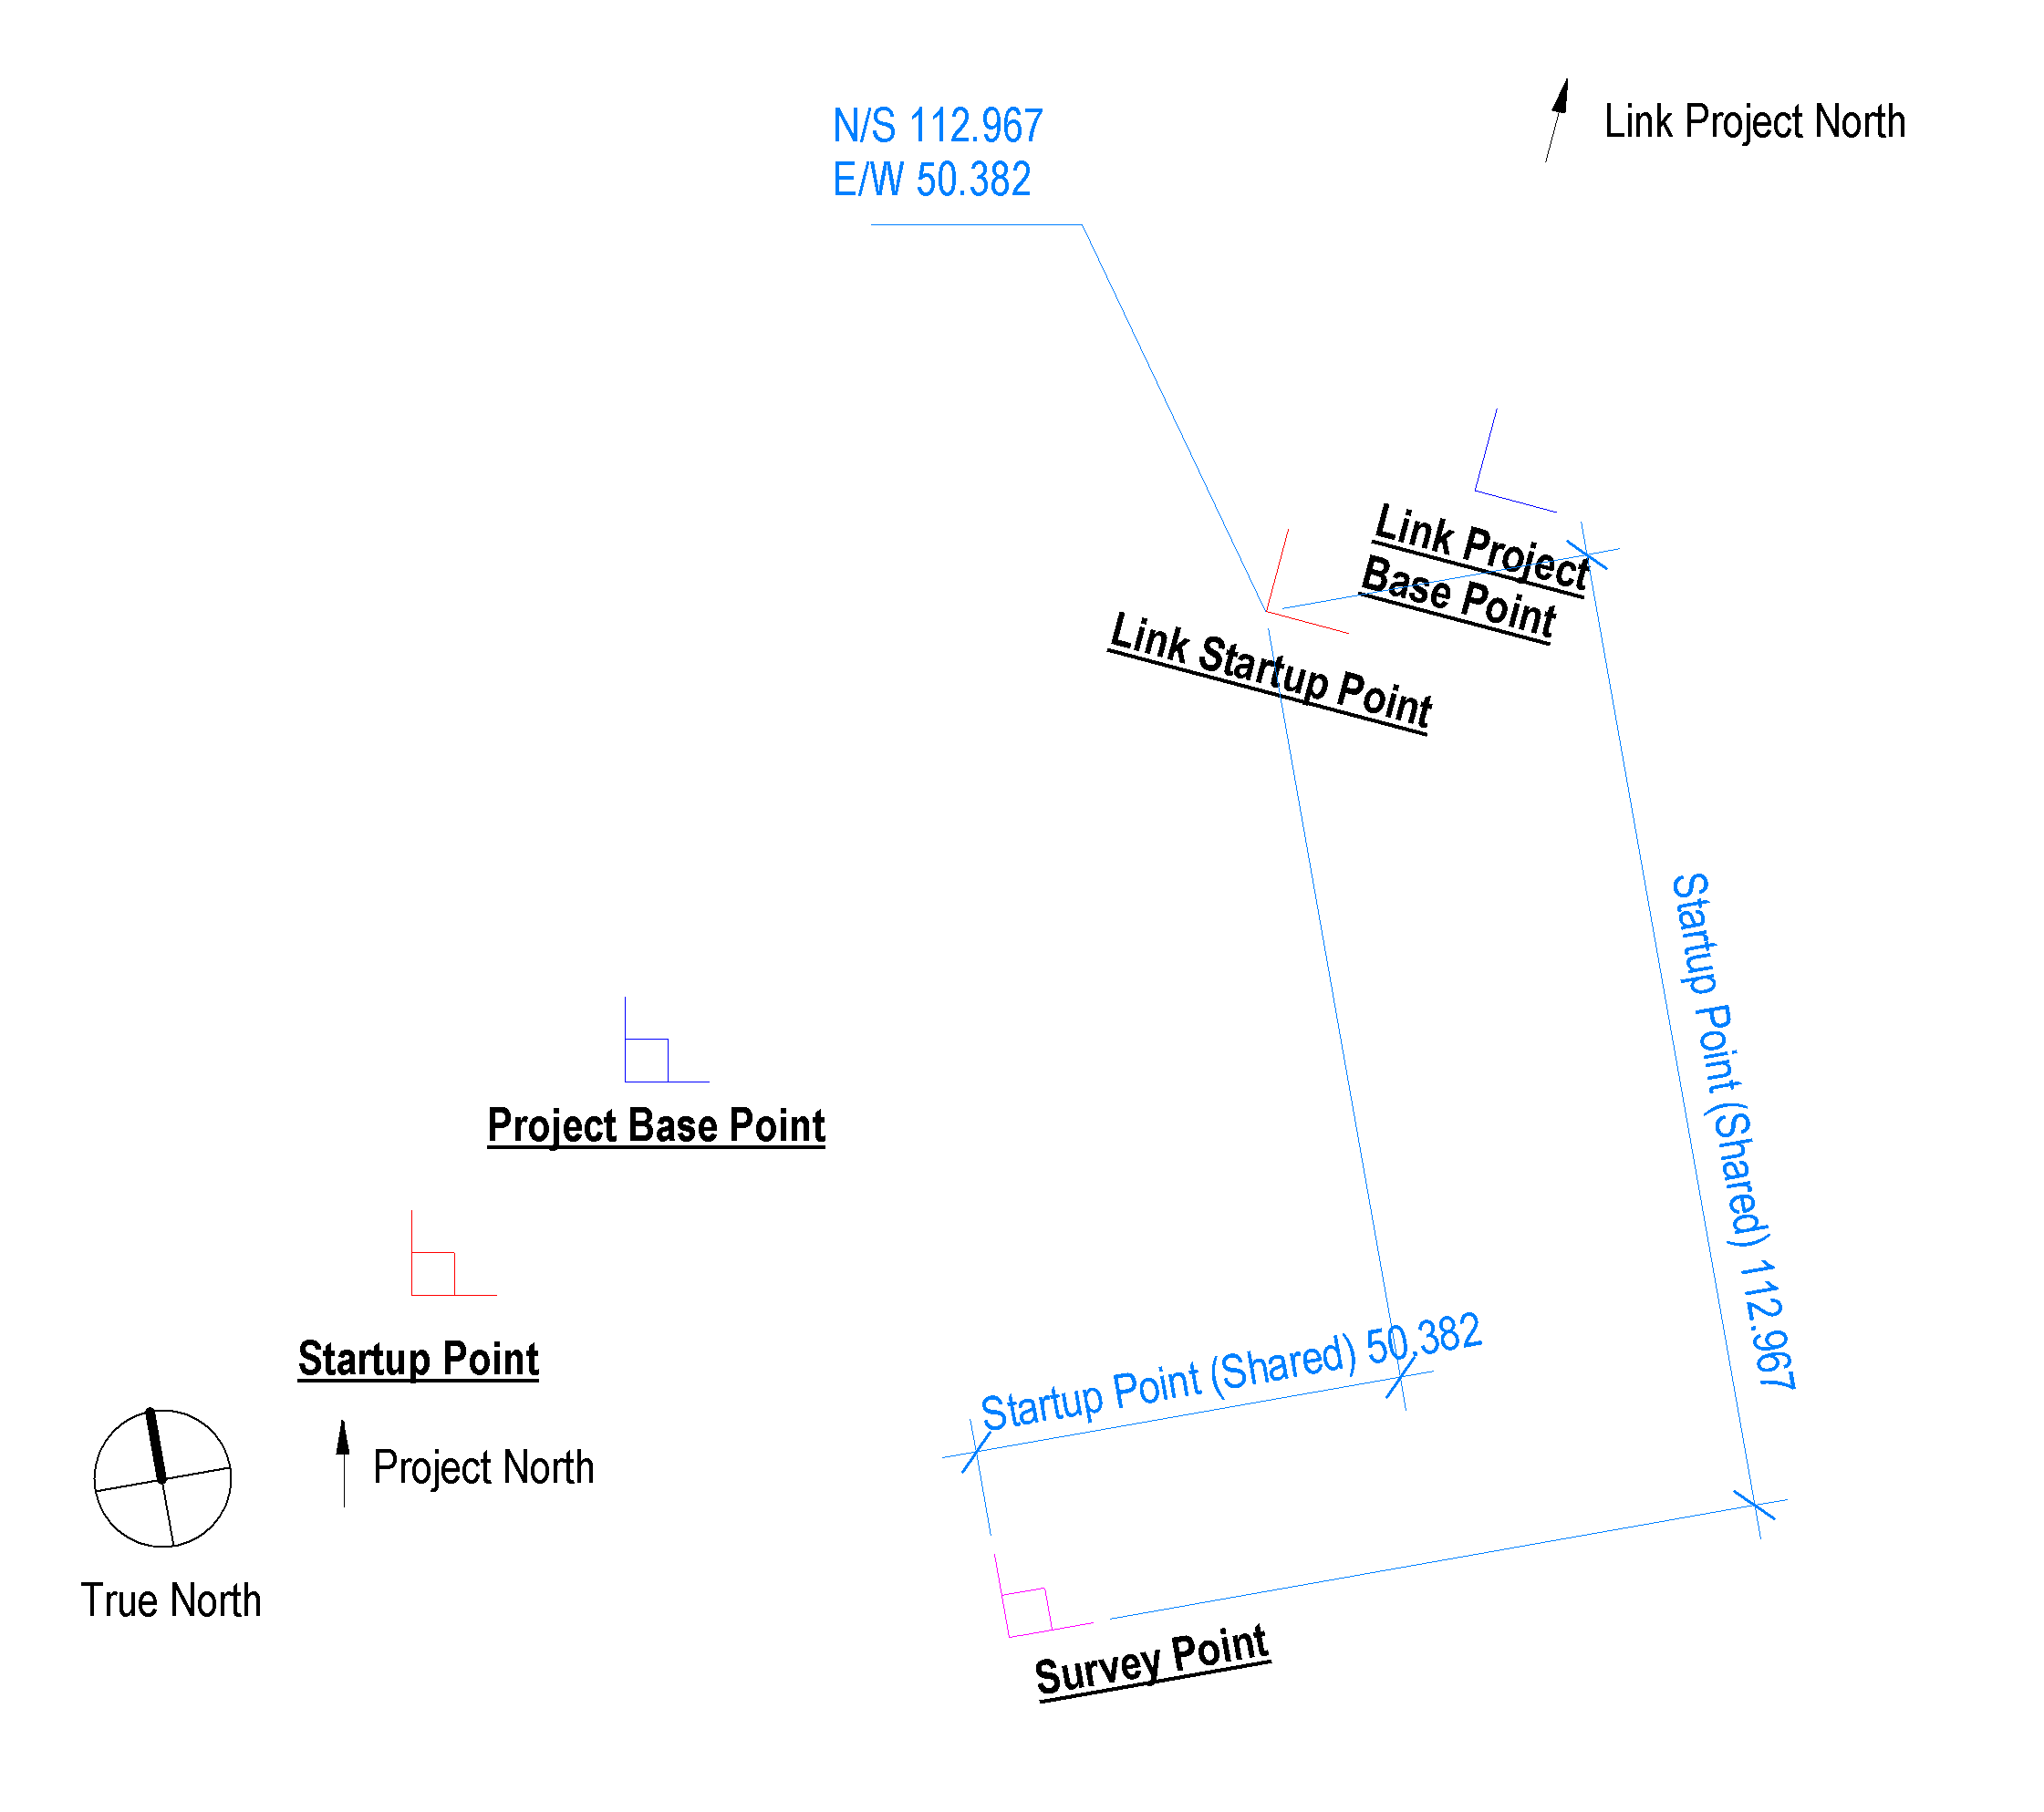 N/S 112.967
E/W 50.382
Link Project North
Link Project
Base Point
Link Startup Point
Startup Point (Shared) 112.967
Project Base Point
Startup Point
Startup Point (Shared) 50.382
Project North
True North
Survey Point